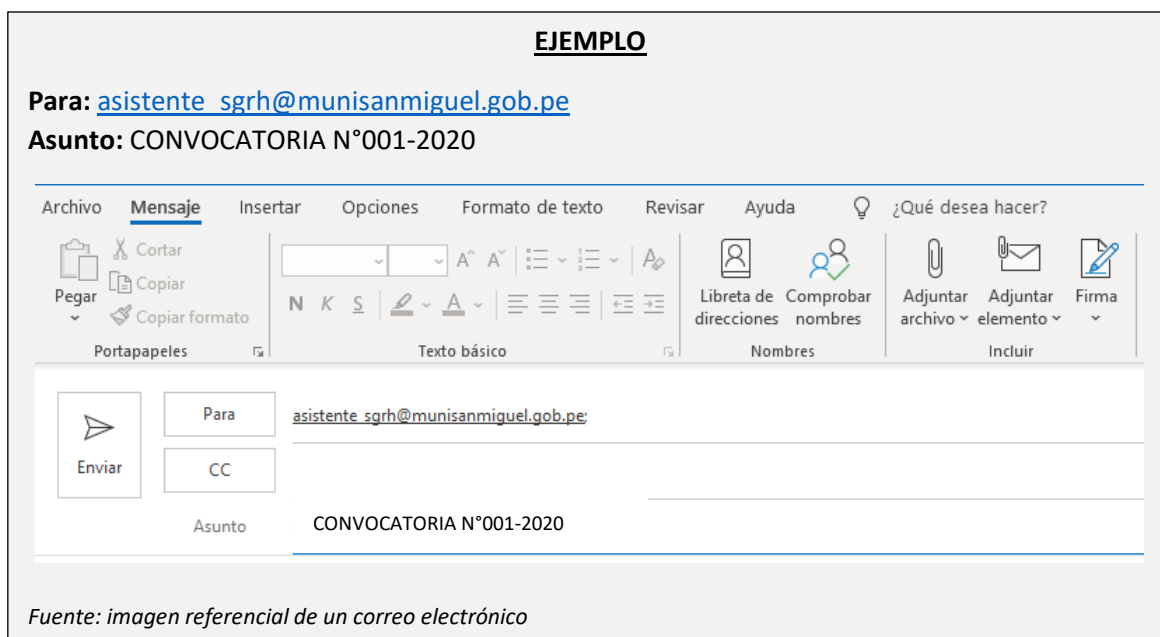 EJEMPLO
Para: asistente_sgrh@munisanmiguel.gob.pe
Asunto: CONVOCATORIA N°001-2020
Archivo Mensaje Insertar Opciones Formato de texto Revisar Ayuda ¿Qué desea hacer?
Pegar
Cortar
Copiar
Copiar formato
Portapapeles
N K S A
Texto básico
Libreta de direcciones
Comprobar nombres
Nombres
Adjuntar archivo
Adjuntar elemento
Firma
Incluir
Enviar
Para asistente_sgrh@munisanmiguel.gob.pe;
CC
Asunto CONVOCATORIA N°001-2020
Fuente: imagen referencial de un correo electrónico